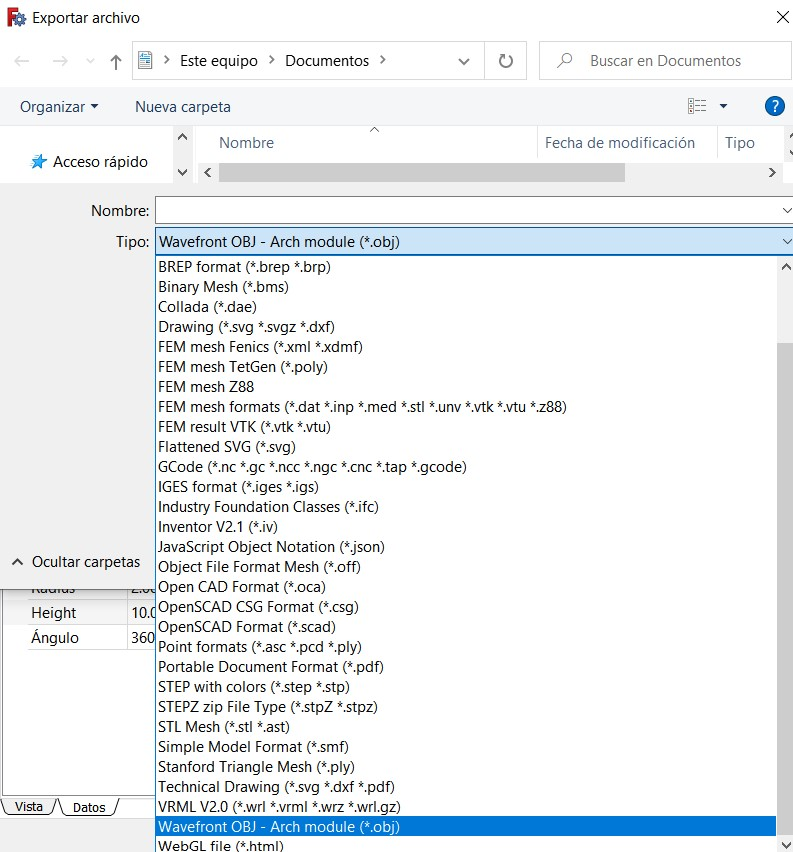 Exportar archivo
Este equipo Documentos Buscar en Documentos
Organizar Nueva carpeta ?
Nombre Fecha de modificación Tipo
Acceso rápido
Nombre:
Tipo: Wavefront OBJ - Arch module (*.obj)
BREP format (*.brep *.brp)
Binary Mesh (*.bms)
Collada (*.dae)
Drawing (*.svg *.svgz *.dxf)
FEM mesh Fenics (*.xml *.xdmf)
FEM mesh TetGen (*.poly)
FEM mesh Z88
FEM mesh formats (*.dat *.inp *.med *.stl *.unv *.vtk *.vtu *.z88)
FEM result VTK (*.vtk *.vtu)
Flattened SVG (*.svg)
GCode (*.nc *.gc *.ncc *.ngc *.cnc *.tap *.gcode)
IGES format (*.iges *.igs)
Industry Foundation Classes (*.ifc)
Inventor V2.1 (*.iv)
JavaScript Object Notation (*.json)
Ocultar carpetas
Object File Format Mesh (*.off)
Open CAD Format (*.oca)
Radius
OpenSCAD CSG Format (*.csg)
Height 10.0
OpenSCAD Format (*.scad)
Ángulo 360
Point formats (*.asc *.pcd *.ply)
Portable Document Format (*.pdf)
STEP with colors (*.step *.stp)
STEPZ zip File Type (*.stpZ *.stpz)
STL Mesh (*.stl *.ast)
Simple Model Format (*.smf)
Stanford Triangle Mesh (*.ply)
Technical Drawing (*.svg *.dxf *.pdf)
VRML V2.0 (*.wrl *.vrml *.wrz *.wrl.gz)
Vista Datos
Wavefront OBJ - Arch module (*.obj)
WebGL file (*.html)